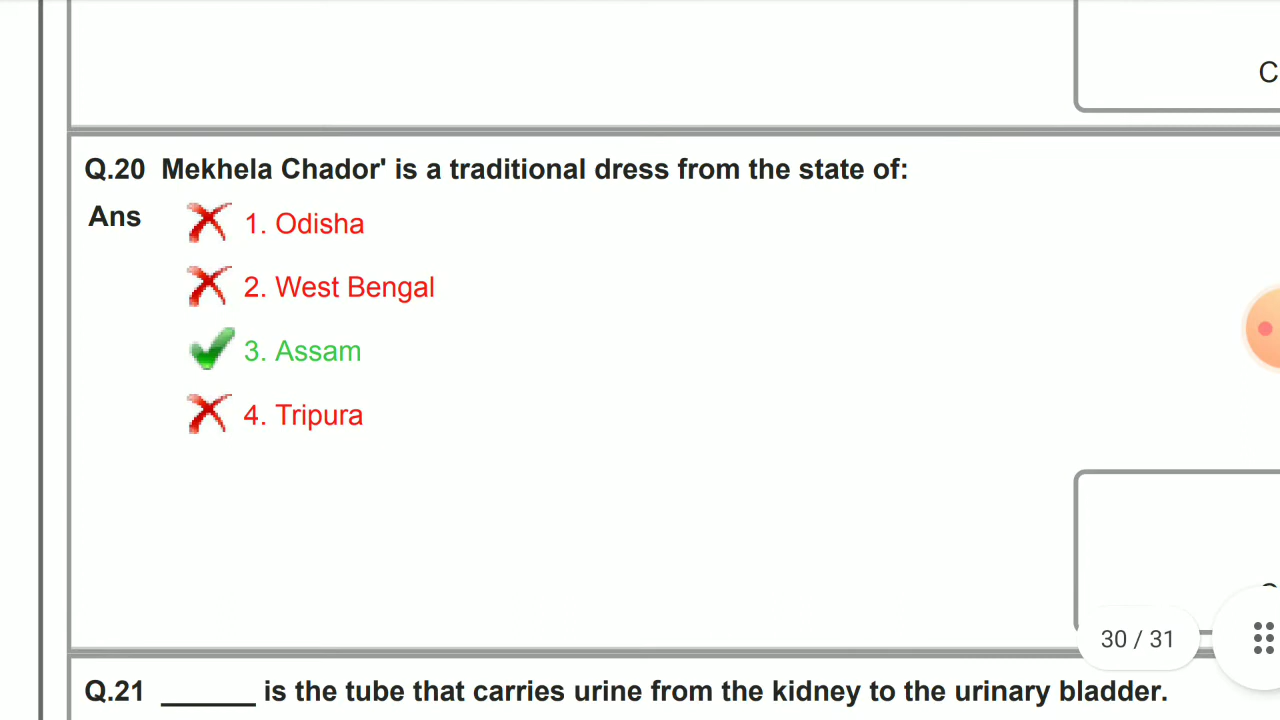 C
Q.20 Mekhela Chador' is a traditional dress from the state of:
Ans 1. Odisha
2. West Bengal
3. Assam
4. Tripura
30 / 31
Q.21 ______ is the tube that carries urine from the kidney to the urinary bladder.